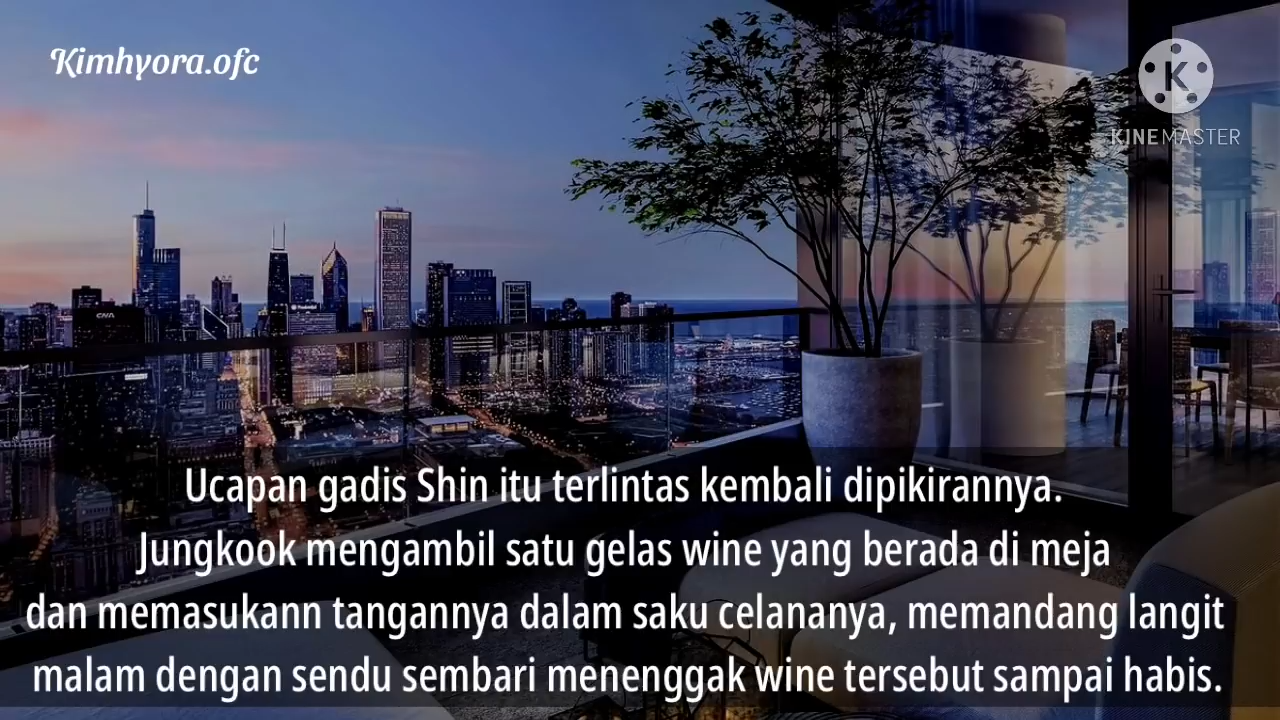 Kimhyora.ofc
K
KINEMASTER
CNA
Ucapan gadis Shin itu terlintas kembali dipikirannya.
Jungkook mengambil satu gelas wine yang berada di meja
dan memasukann tangannya dalam saku celananya, memandang langit
malam dengan sendu sembari menenggak wine tersebut sampai habis.